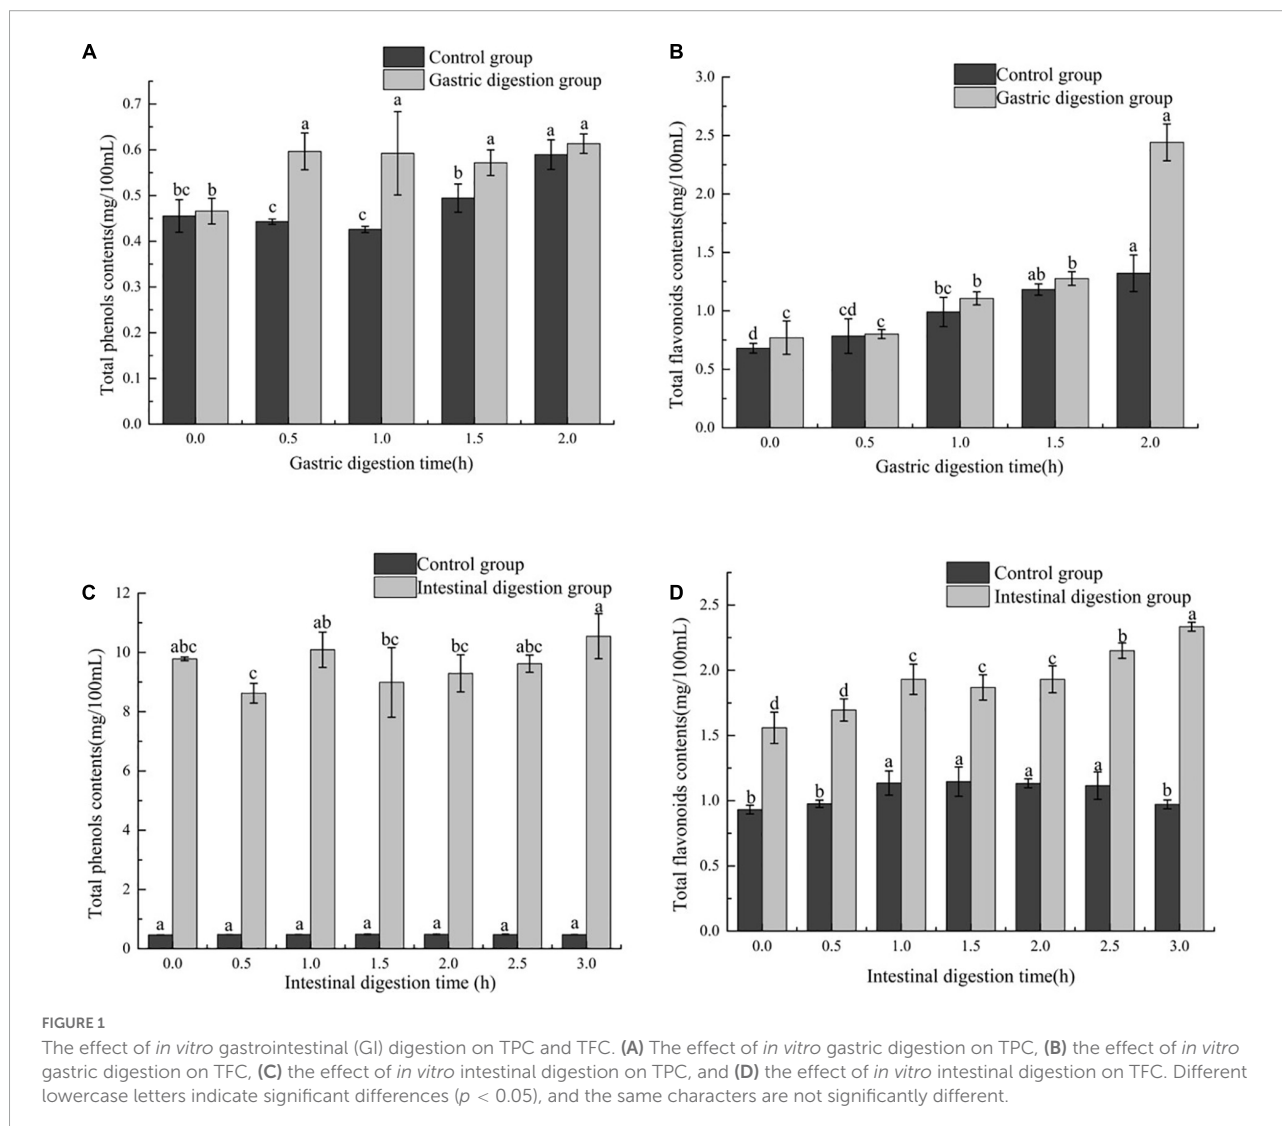 A
Control group
Gastric digestion group
Total phenols contents(mg/100mL)
0.7
0.6
0.5
0.4
0.3
0.2
0.1
0.0
bc b c a c a b a a a
0.0 0.5 1.0 1.5 2.0
Gastric digestion time(h)
B
Control group
Gastric digestion group
Total flavonoids contents(mg/100mL)
3.0
2.5
2.0
1.5
1.0
0.5
0.0
d c cd c bc b ab b a a
0.0 0.5 1.0 1.5 2.0
Gastric digestion time(h)
C
Control group
Intestinal digestion group
Total phenols contents(mg/100mL)
12
10
8
6
4
2
0
a abc a c a ab a bc a bc a abc a a
0.0 0.5 1.0 1.5 2.0 2.5 3.0
Intestinal digestion time (h)
D
Control group
Intestinal digestion group
Total flavonoids contents(mg/100mL)
2.5
2.0
1.5
1.0
0.5
0.0
b d b d a c a c a c a b b a
0.0 0.5 1.0 1.5 2.0 2.5 3.0
Intestinal digestion time(h)
FIGURE 1
The effect of in vitro gastrointestinal (GI) digestion on TPC and TFC. (A) The effect of in vitro gastric digestion on TPC, (B) the effect of in vitro
gastric digestion on TFC, (C) the effect of in vitro intestinal digestion on TPC, and (D) the effect of in vitro intestinal digestion on TFC. Different
lowercase letters indicate significant differences (p < 0.05), and the same characters are not significantly different.